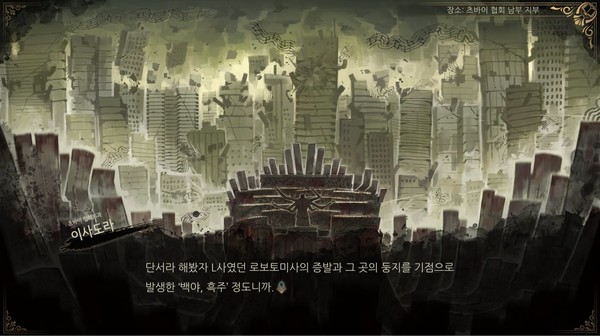 장소: 츠바이 협회 남부 지부
이사도라
단서라 해봤자 L사였던 로보토미사의 증발과 그 곳의 둥지를 기점으로
발생한 '백야, 흑주' 정도니까.